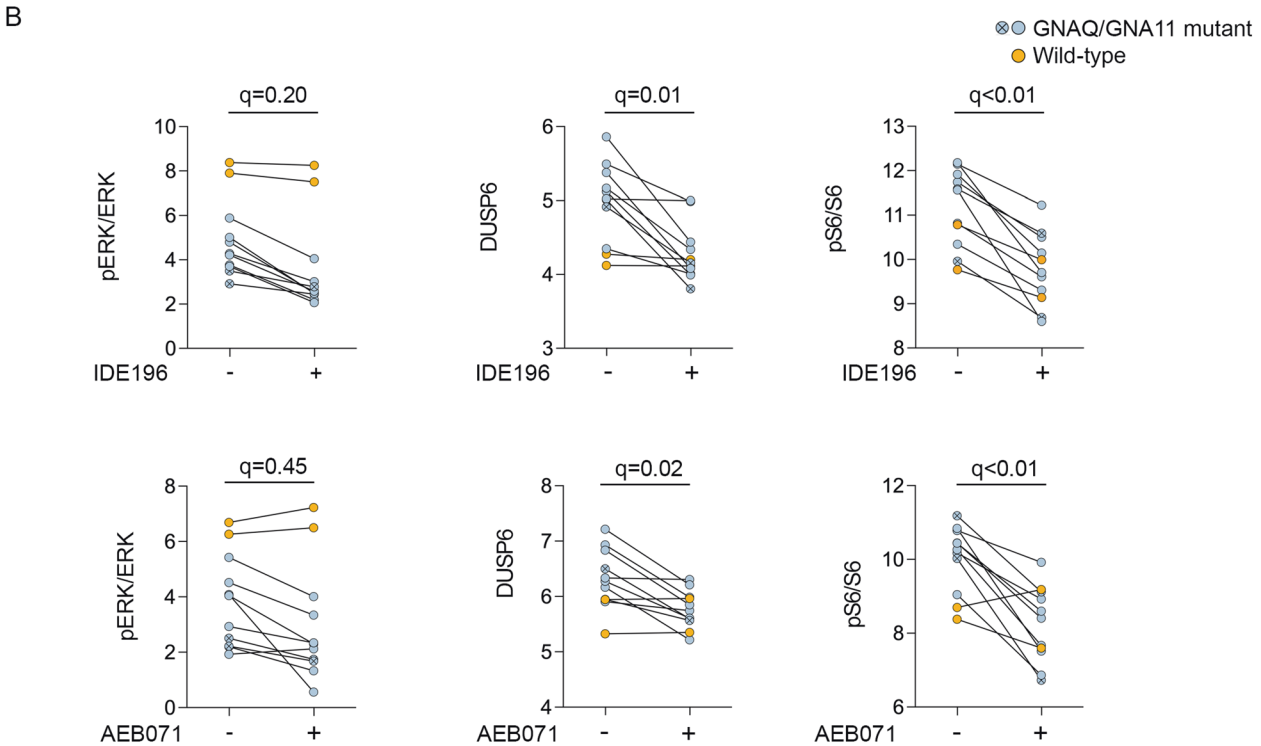 B
GNAQ/GNA11 mutant
Wild-type
q=0.20
q=0.01
q<0.01
pERK/ERK
10
8
6
4
2
0
IDE196 - +
DUSP6
6
5
4
3
IDE196 - +
pS6/S6
13
12
11
10
9
8
IDE196 - +
q=0.45
q=0.02
q<0.01
pERK/ERK
8
6
4
2
0
AEB071 - +
DUSP6
8
7
6
5
4
AEB071 - +
pS6/S6
12
10
8
6
AEB071 - +